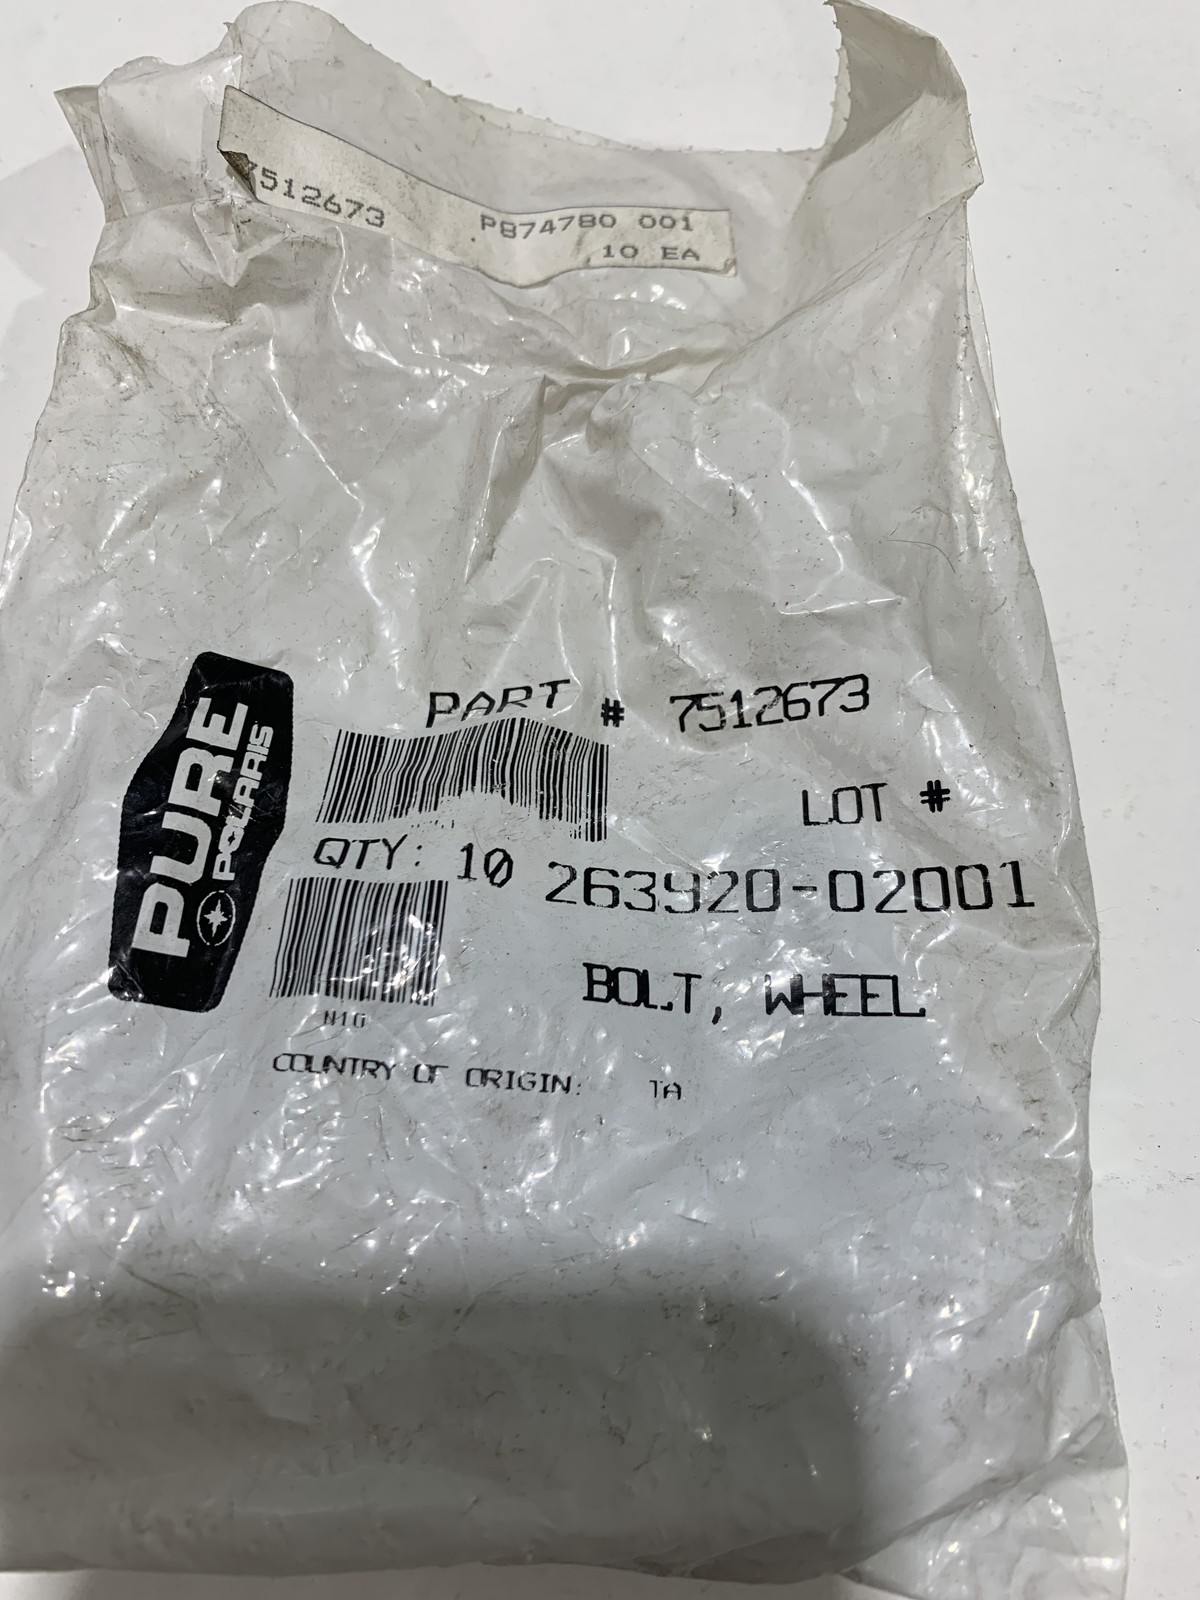 7512673 P874780 001
10 EA
PURE
POLARIS
PART # 7512673
LOT #
QTY: 10 263920-02001
BOLT, WHEEL
N10
COUNTRY OF ORIGIN: TA